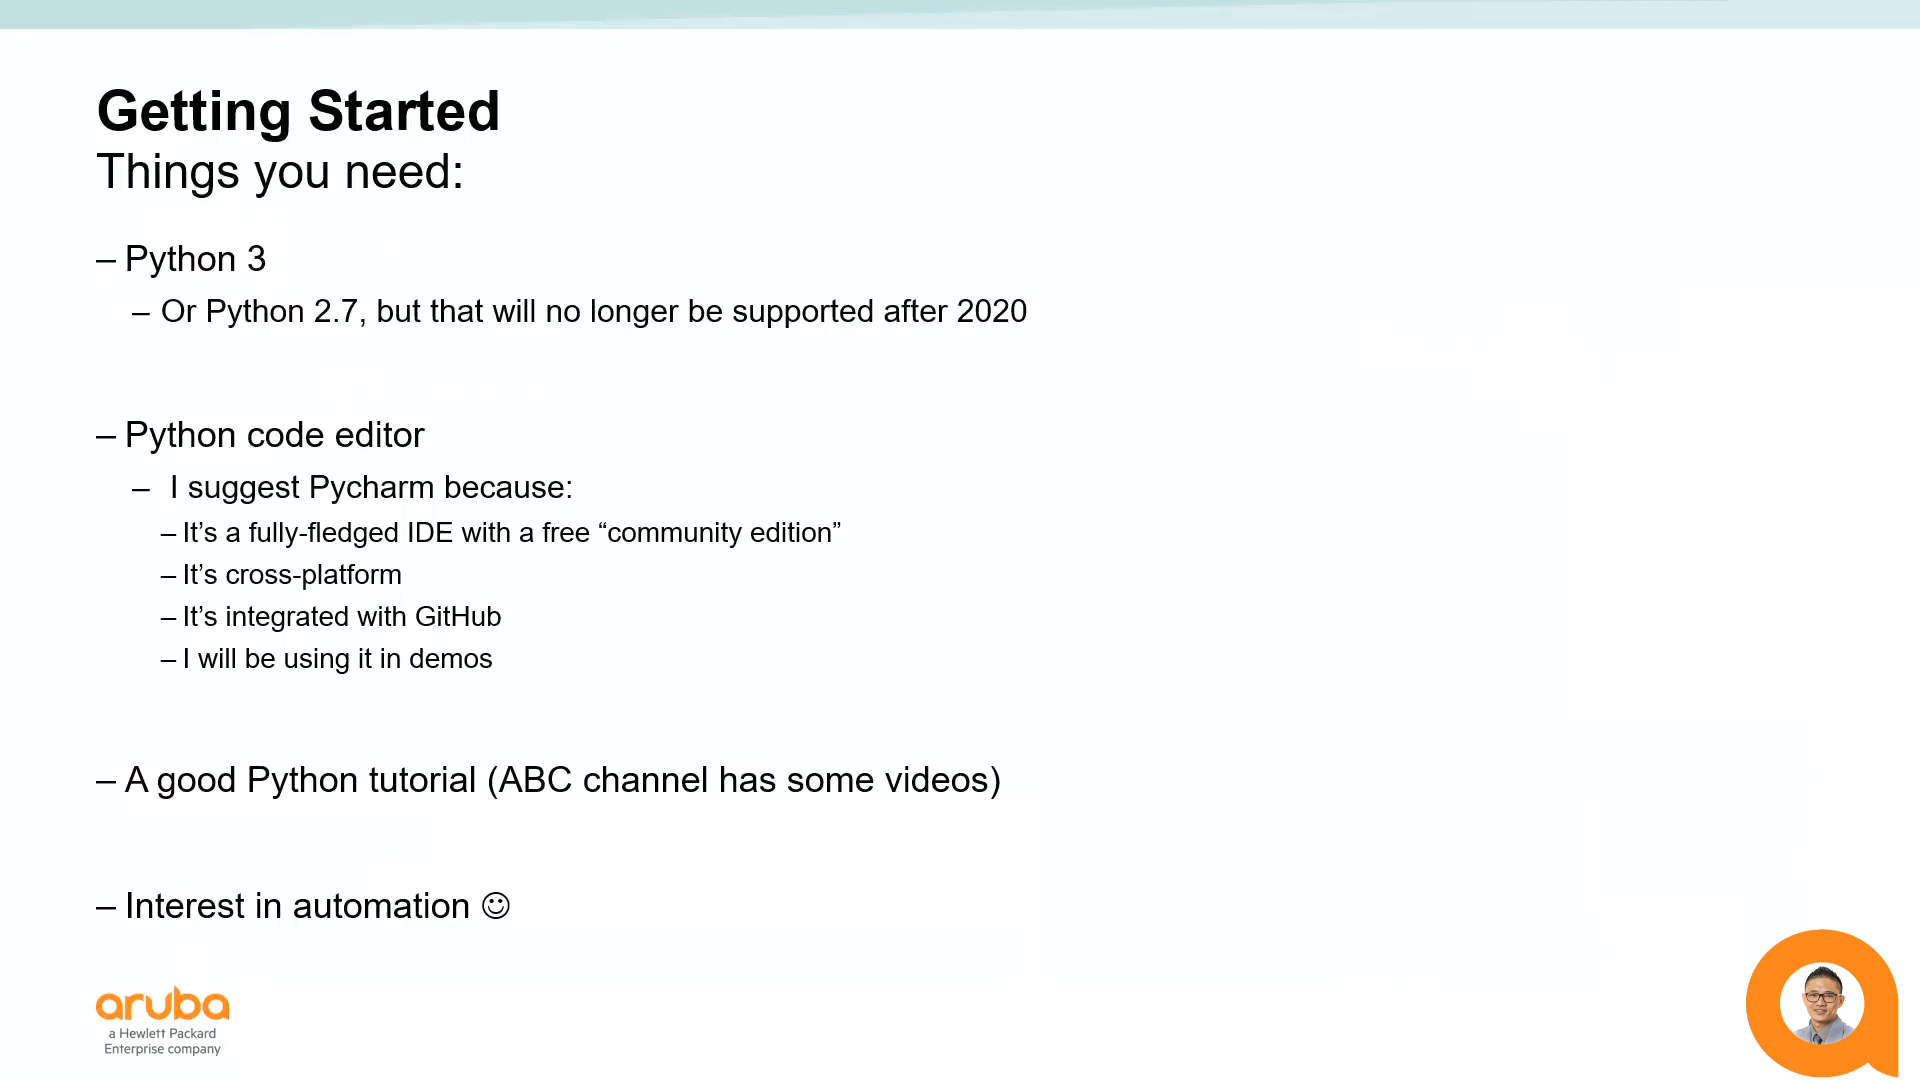 Getting Started
Things you need:
– Python 3
– Or Python 2.7, but that will no longer be supported after 2020
– Python code editor
– I suggest Pycharm because:
– It’s a fully-fledged IDE with a free “community edition”
– It’s cross-platform
– It’s integrated with GitHub
– I will be using it in demos
– A good Python tutorial (ABC channel has some videos)
– Interest in automation ☺
aruba
a Hewlett Packard
Enterprise company